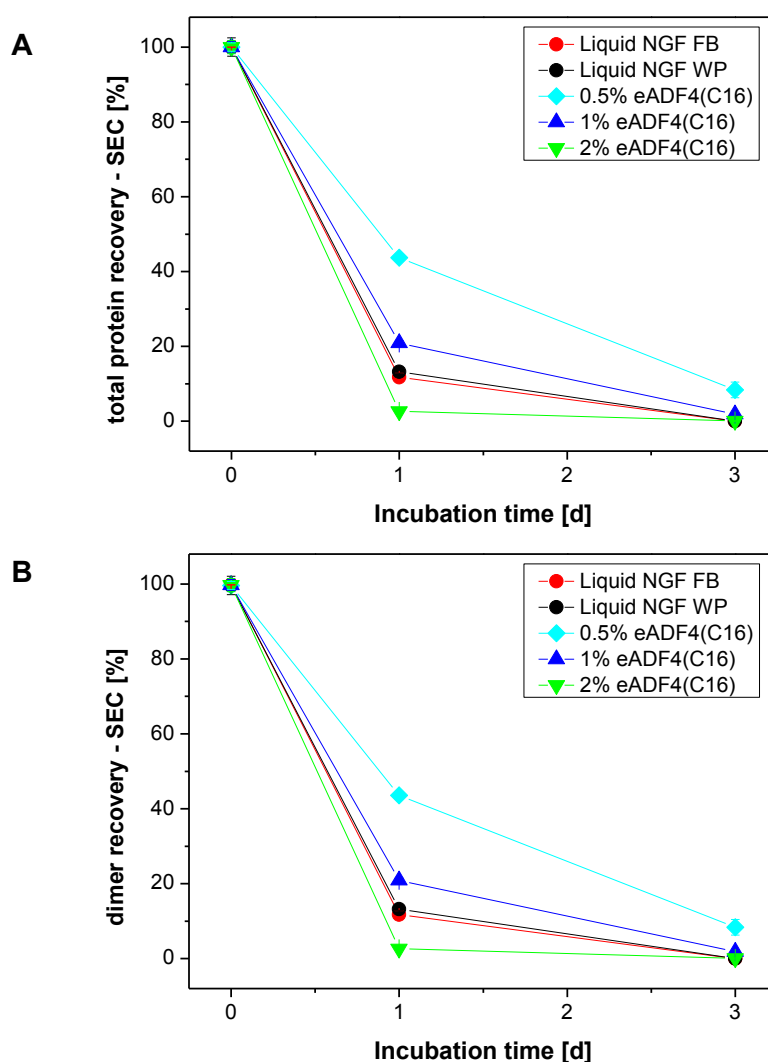 A
total protein recovery - SEC [%]
100
80
60
40
20
0
Liquid NGF FB
Liquid NGF WP
0.5% eADF4(C16)
1% eADF4(C16)
2% eADF4(C16)
0 1 2 3
Incubation time [d]
B
dimer recovery - SEC [%]
100
80
60
40
20
0
Liquid NGF FB
Liquid NGF WP
0.5% eADF4(C16)
1% eADF4(C16)
2% eADF4(C16)
0 1 2 3
Incubation time [d]